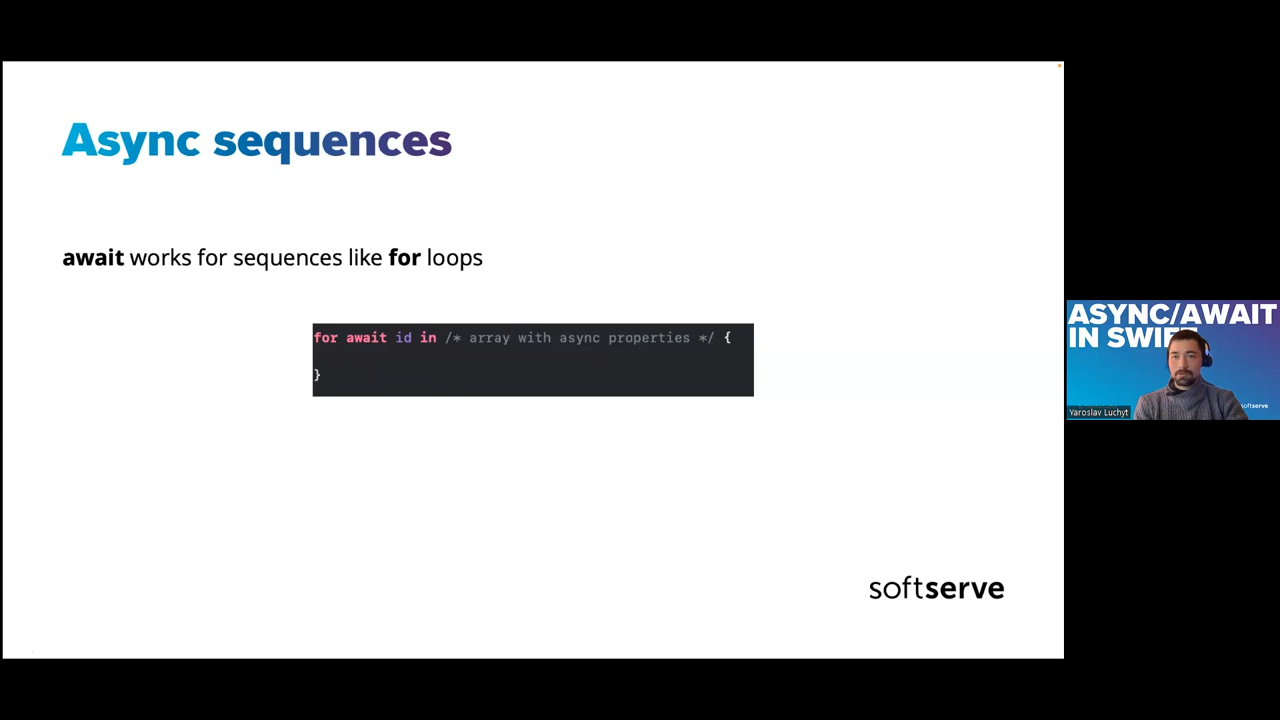 Async sequences
await works for sequences like for loops
for await id in /* array with async properties */ {
}
softserve
ASYNC/AWAIT
IN SWIF
softserve
Yaroslav Luchyt